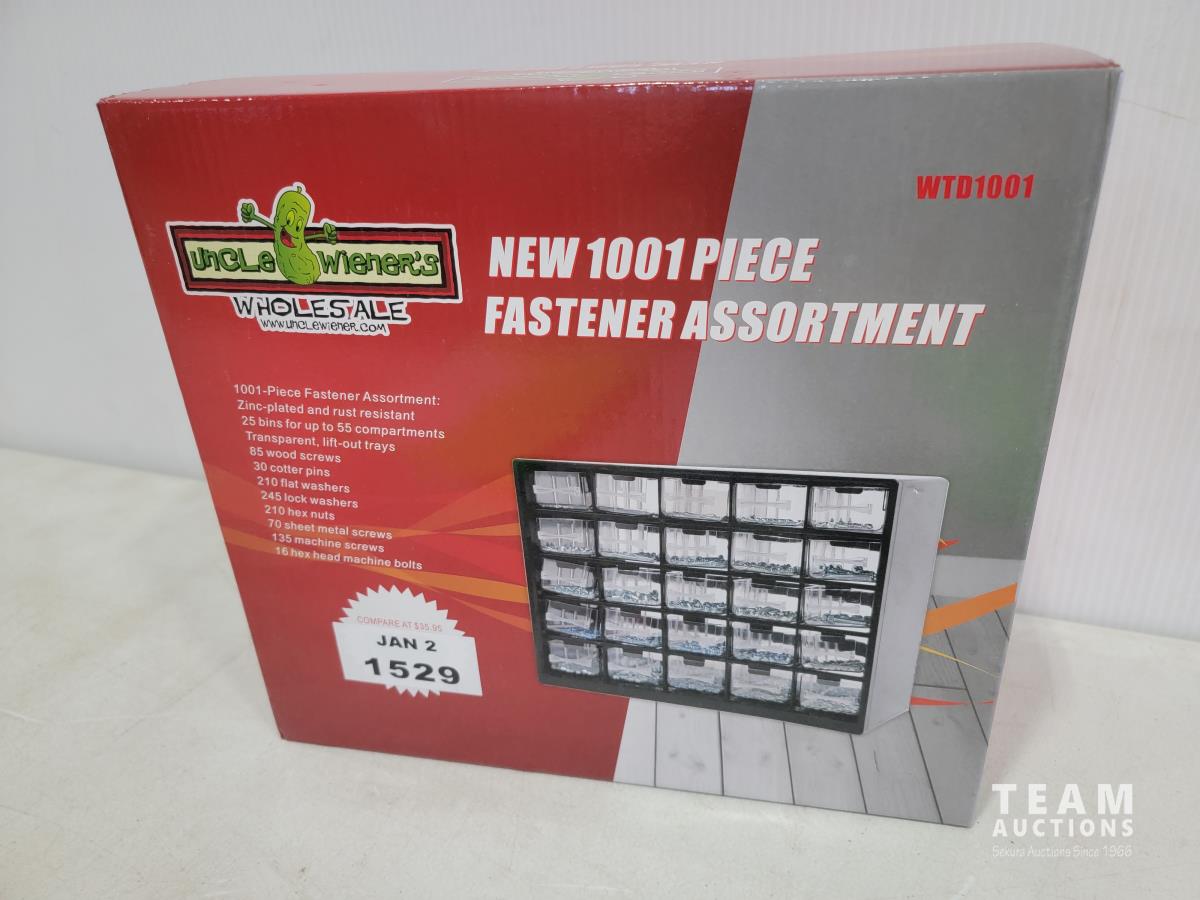 WTD1001
UNCLE WIENER'S
WHOLESALE
WWW.UNCLEWIENER.COM
NEW 1001 PIECE
FASTENER ASSORTMENT
1001-Piece Fastener Assortment:
Zinc-plated and rust resistant
25 bins for up to 55 compartments
Transparent, lift-out trays
85 wood screws
30 cotter pins
210 flat washers
245 lock washers
210 hex nuts
70 sheet metal screws
135 machine screws
16 hex head machine bolts
COMPARE AT $35.95
JAN 2
1529
TEAM
AUCTIONS
Sekura Auctions Since 1966